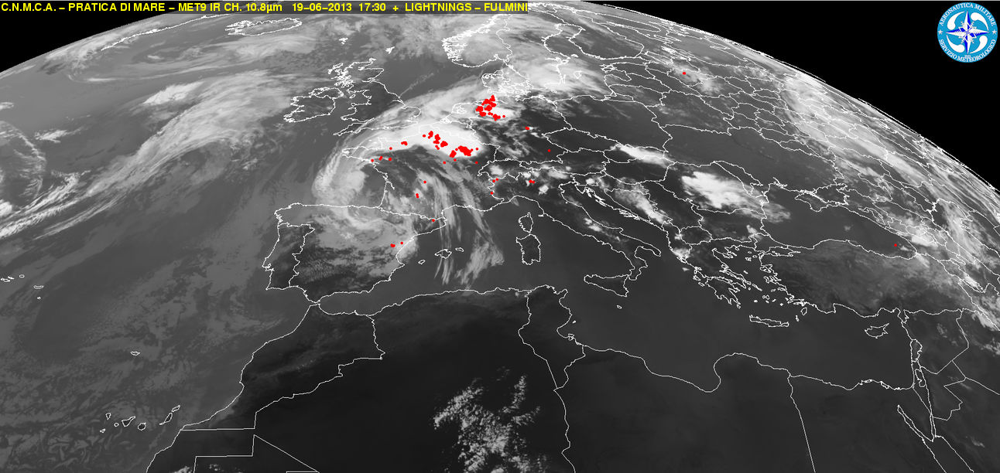 C.N.M.C.A. – PRATICA DI MARE – MET9 IR CH. 10.8µm 19–06–2013 17:30 + LIGHTNINGS – FULMINI
AERONAUTICA MILITARE
SERVIZIO METEOROLOGICO